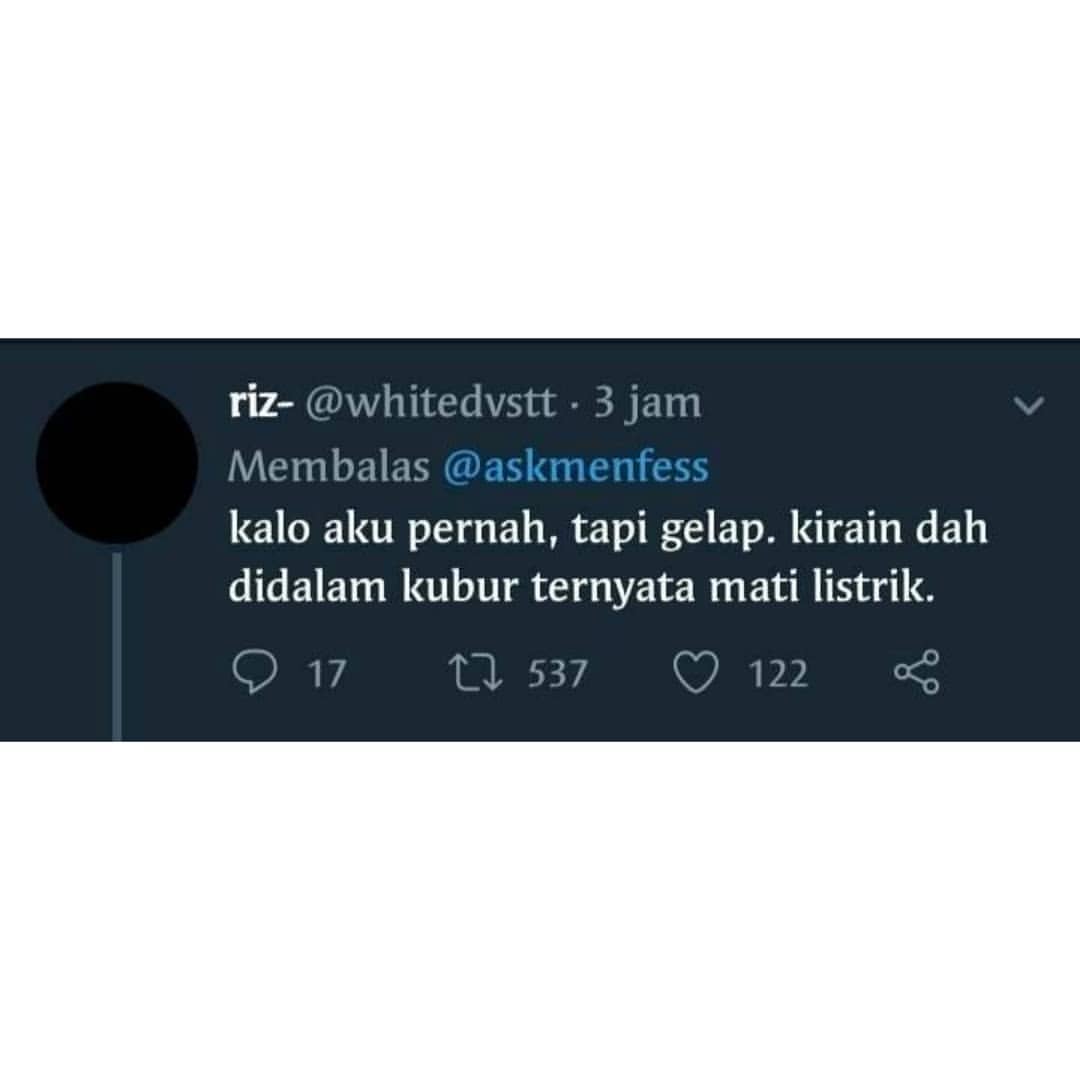 riz- @whitedvstt · 3 jam
Membalas @askmenfess
kalo aku pernah, tapi gelap. kirain dah
didalam kubur ternyata mati listrik.
17 537 122